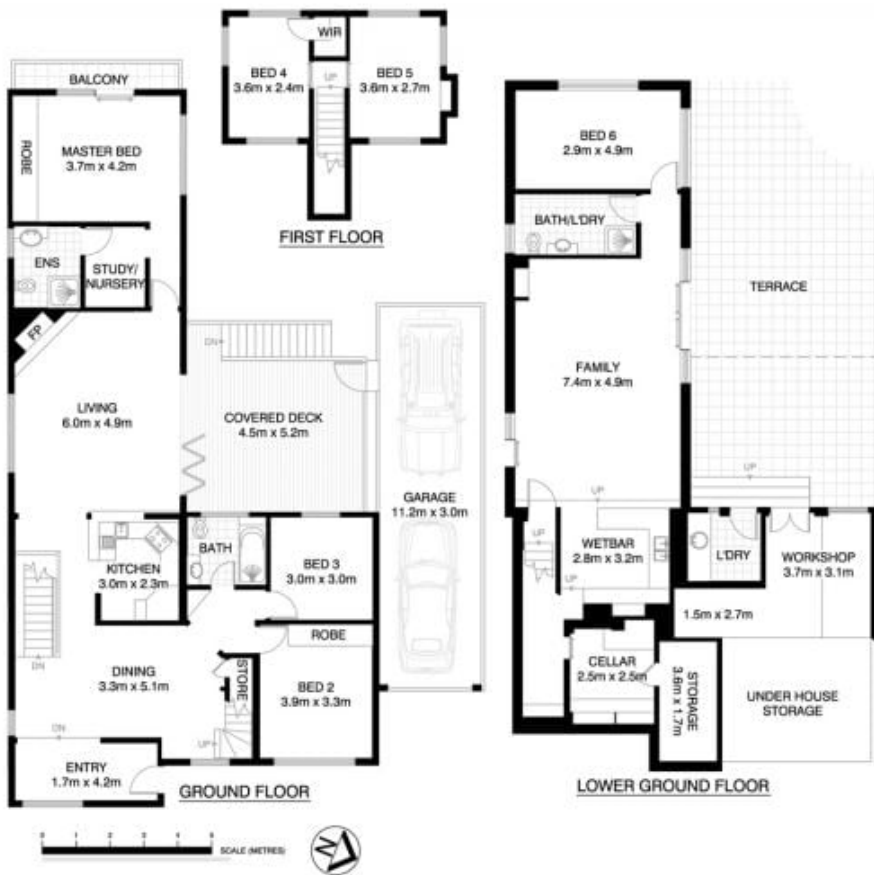 WIR
BED 4
3.6m x 2.4m
UP
BED 5
3.6m x 2.7m
FIRST FLOOR
BALCONY
ROBE
MASTER BED
3.7m x 4.2m
ENS
STUDY/
NURSERY
FP
LIVING
6.0m x 4.9m
DN
COVERED DECK
4.5m x 5.2m
GARAGE
11.2m x 3.0m
KITCHEN
3.0m x 2.3m
BATH
BED 3
3.0m x 3.0m
ROBE
DN
DINING
3.3m x 5.1m
STORE
BED 2
3.9m x 3.3m
UP
DN
ENTRY
1.7m x 4.2m
GROUND FLOOR
BED 6
2.9m x 4.9m
BATH/L'DRY
TERRACE
FAMILY
7.4m x 4.9m
UP
UP
UP
WETBAR
2.8m x 3.2m
UP
L'DRY
WORKSHOP
3.7m x 3.1m
1.5m x 2.7m
CELLAR
2.5m x 2.5m
STORAGE
3.6m x 1.7m
UNDER HOUSE
STORAGE
LOWER GROUND FLOOR
0 1 2 3 4 5
SCALE (METRES)
N